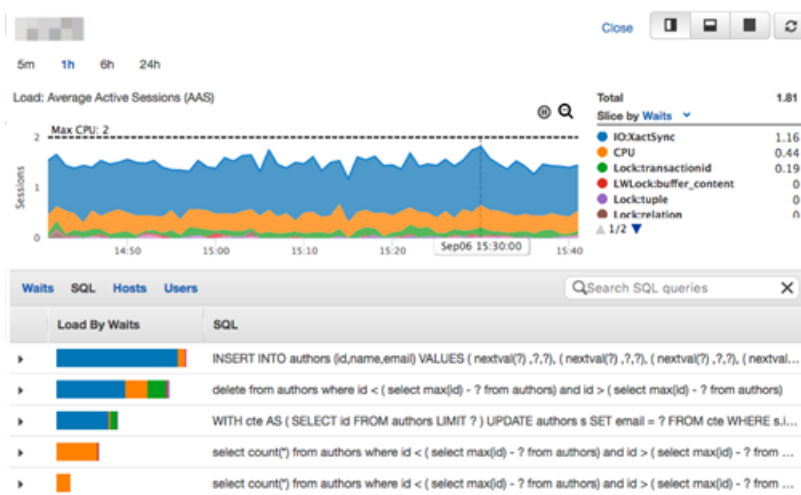 Close
5m 1h 6h 24h
Load: Average Active Sessions (AAS)
Max CPU: 2
Sessions
2
1
0
14:50 15:00 15:10 15:20 Sep06 15:30:00 15:40
Total 1.81
Slice by Waits
IO:XactSync 1.16
CPU 0.44
Lock:transactionid 0.19
LWLock:buffer_content 0
Lock:tuple 0
Lock:relation 0
1/2
Waits SQL Hosts Users
Search SQL queries
Load By Waits SQL
INSERT INTO authors (id,name,email) VALUES ( nextval(?) ,?,?), ( nextval(?) ,?,?), ( nextval(?) ,?,?), ( nextval...
delete from authors where id < ( select max(id) - ? from authors) and id > ( select max(id) - ? from authors)
WITH cte AS ( SELECT id FROM authors LIMIT ? ) UPDATE authors s SET email = ? FROM cte WHERE s.i...
select count(*) from authors where id < ( select max(id) - ? from authors) and id > ( select max(id) - ? from ...
select count(*) from authors where id < ( select max(id) - ? from authors) and id > ( select max(id) - ? from ...